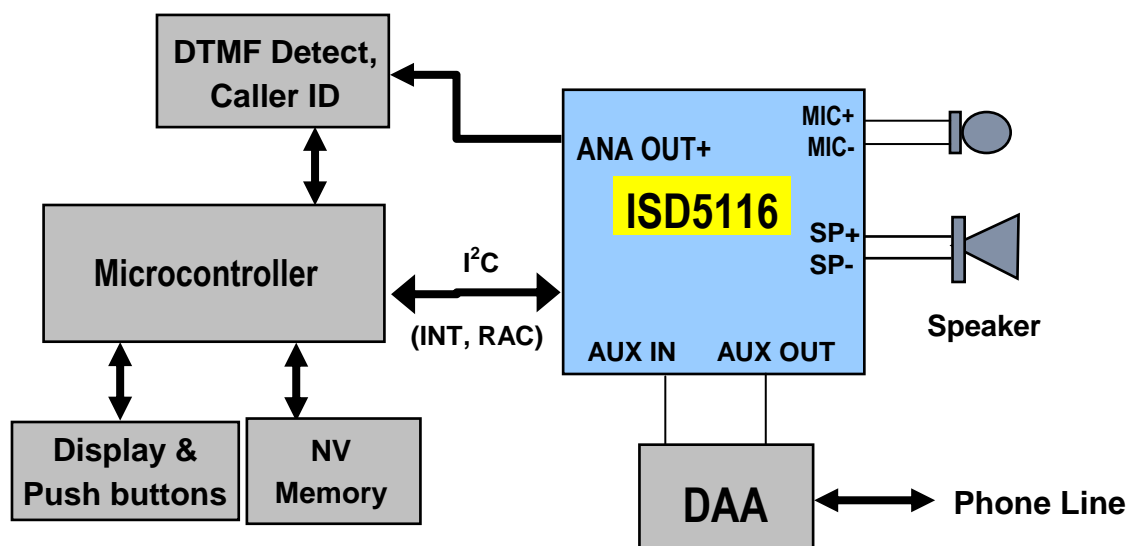 DTMF Detect,
Caller ID
MIC+
MIC-
ANA OUT+
ISD5116
SP+
SP-
Microcontroller
I²C
(INT, RAC)
Speaker
AUX IN
AUX OUT
Display &
Push buttons
NV
Memory
DAA
Phone Line